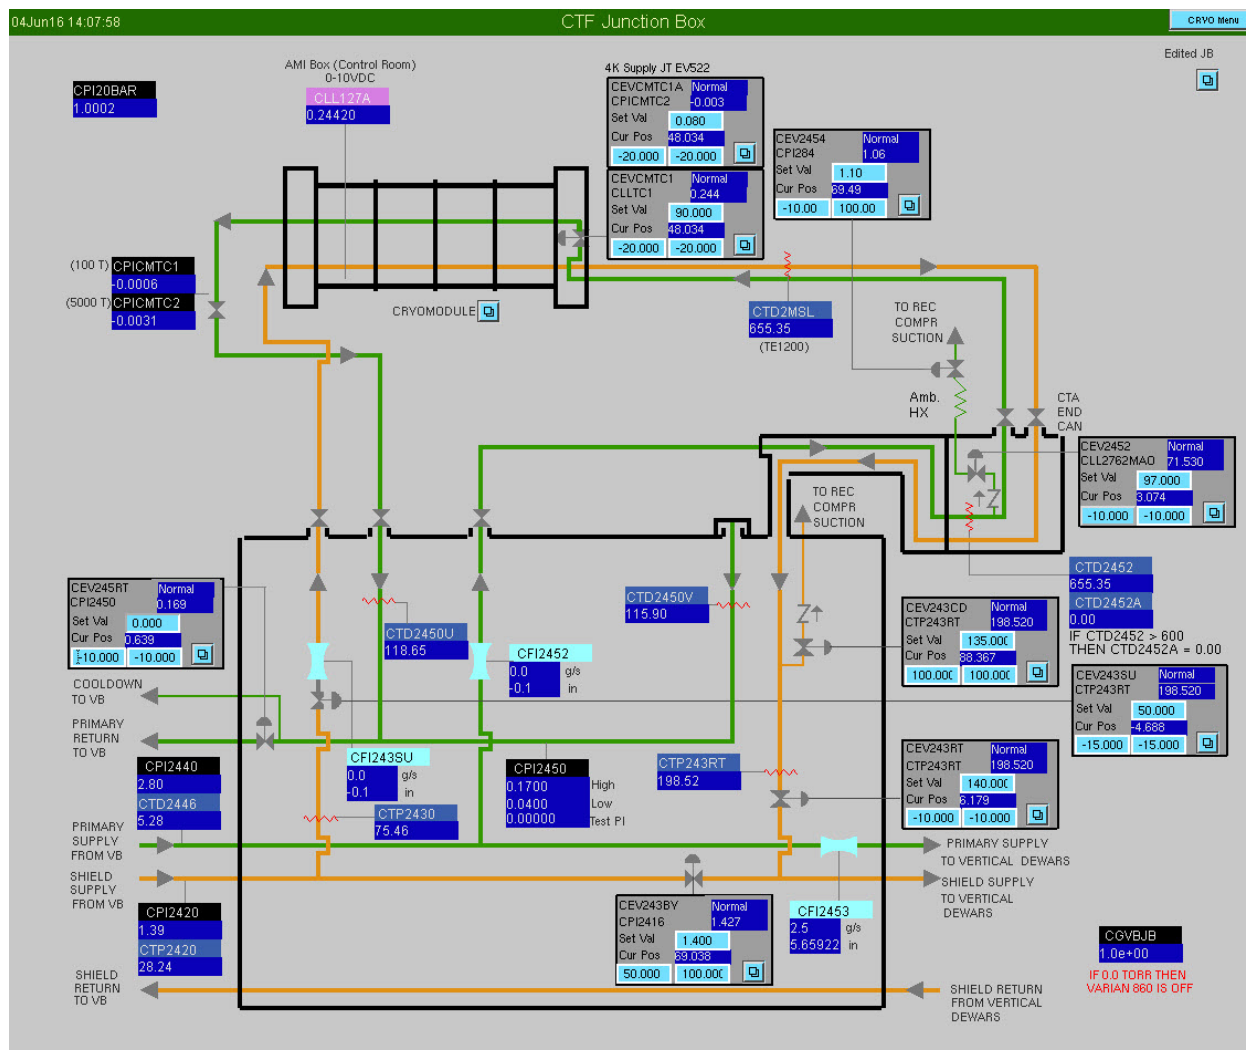 04Jun16 14:07:58
CTF Junction Box
CRYO Menu
Edited JB
CPI20BAR
1.0002
AMI Box (Control Room)
0-10VDC
CLL127A
0.24420
4K Supply JT EV522
CEVCMTC1A Normal
CPICMTC2 -0.003
Set Val 0.080
Cur Pos 48.034
-20.000 -20.000
CEVCMTC1 Normal
CLLTC1 0.244
Set Val 90.000
Cur Pos 48.034
-20.000 -20.000
CEV2454 Normal
CPI284 1.06
Set Val 1.10
Cur Pos 69.49
-10.00 100.00
(100 T) CPICMTC1
-0.0006
(5000 T) CPICMTC2
-0.0031
CRYOMODULE
CTD2MSL
655.35
(TE1200)
TO REC
COMPR
SUCTION
Amb.
HX
CTA
END
CAN
CEV2452 Normal
CLL2762MAO 71.530
Set Val 97.000
Cur Pos 3.074
-10.000 -10.000
TO REC
COMPR
SUCTION
CTD2452
655.35
CTD2452A
0.00
IF CTD2452 > 600
THEN CTD2452A = 0.00
CEV245RT Normal
CPI2450 0.169
Set Val 0.000
Cur Pos 0.639
-10.000 -10.000
CTD2450U
118.65
CFI2452
0.0 g/s
-0.1 in
CTD2450V
115.90
CEV243CD Normal
CTP243RT 198.520
Set Val 135.000
Cur Pos 88.367
100.000 100.000
CEV243SU Normal
CTP243RT 198.520
Set Val 50.000
Cur Pos -4.688
-15.000 -15.000
COOLDOWN
TO VB
PRIMARY
RETURN
TO VB
CFI243SU
0.0 g/s
-0.1 in
CPI2450
0.1700 High
0.0400 Low
0.00000 Test PI
CTP243RT
198.52
CEV243RT Normal
CTP243RT 198.520
Set Val 140.000
Cur Pos 6.179
-10.000 -10.000
CPI2440
2.80
CTD2446
5.28
CTP2430
75.46
PRIMARY
SUPPLY
FROM VB
PRIMARY SUPPLY
TO VERTICAL DEWARS
SHIELD
SUPPLY
FROM VB
SHIELD SUPPLY
TO VERTICAL
DEWARS
CPI2420
1.39
CTP2420
28.24
CEV243BY Normal
CPI2416 1.427
Set Val 1.400
Cur Pos 69.038
50.000 100.000
CFI2453
2.5 g/s
5.65922 in
CGVBJB
1.0e+00
IF 0.0 TORR THEN
VARIAN 860 IS OFF
SHIELD
RETURN
TO VB
SHIELD RETURN
FROM VERTICAL
DEWARS